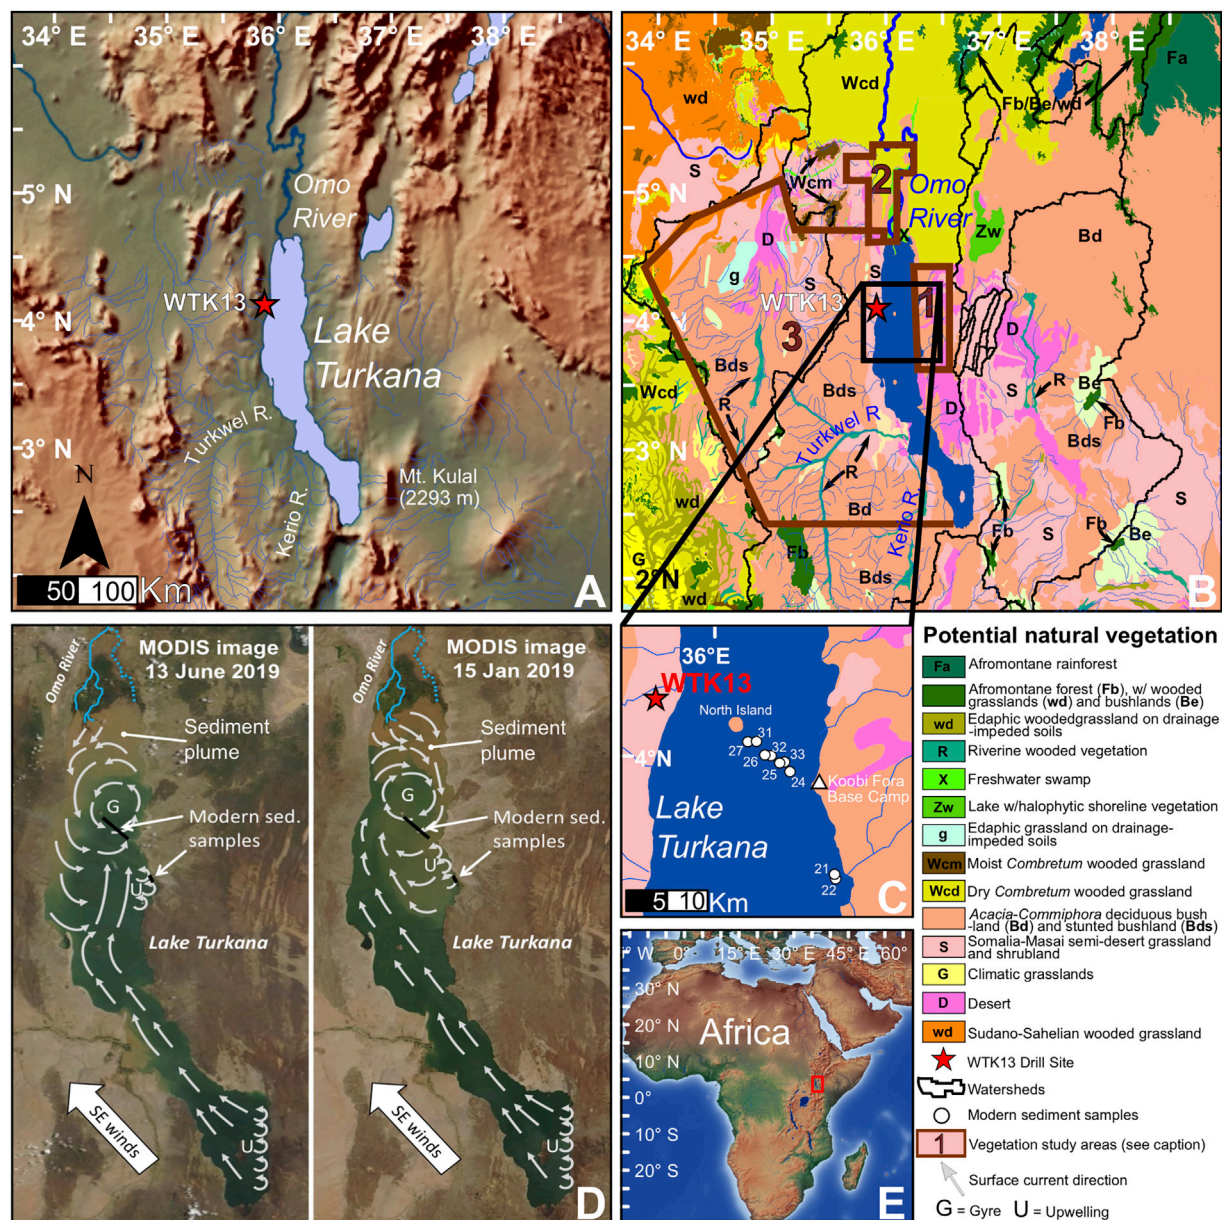 34° E 35° E 36° E 37° E 38° E
5° N
Omo
River
WTK13
4° N
Lake
Turkana
Turkwel R.
3° N
N
Mt. Kulal
(2293 m)
Kerio R.
50 100 Km
A
34° E 35° E 36° E 37° E 38° E
Fa
wd
Wcd
Fb/Be/wd
S
Wcm
2
5° N
Omo
River
X
Zw
Bd
D
g
S
S
WTK13
1
4° N
3
D
Bds
Bds
S
R
Be
Wcd
R
D
Fb
Turkwel R
Bds
3° N
R
wd
Bd
S
Kerio R.
Fb
Fb
S
Fb
Be
G
2°N
Bds
wd
B
36°E
WTK13
North Island
31
27
32
33
26
25
24
4°N
Koobi Fora
Base Camp
Lake
Turkana
21
22
5 10 Km
C
MODIS image
13 June 2019
Omo River
Sediment
plume
G
Modern sed.
samples
U
Lake Turkana
SE winds
U
MODIS image
15 Jan 2019
Omo River
Sediment
plume
G
Modern sed.
samples
U
Lake Turkana
SE winds
U
D
° W 0° 15° E 30° E 45° E 60°
30° N
20° N
Africa
10° N
0°
10° S
20° S
E
Potential natural vegetation
Fa Afromontane rainforest
Afromontane forest (Fb), w/ wooded
grasslands (wd) and bushlands (Be)
wd Edaphic woodedgrassland on drainage
-impeded soils
R Riverine wooded vegetation
X Freshwater swamp
Zw Lake w/halophytic shoreline vegetation
g Edaphic grassland on drainage-
impeded soils
Wcm Moist Combretum wooded grassland
Wcd Dry Combretum wooded grassland
Acacia-Commiphora deciduous bush
-land (Bd) and stunted bushland (Bds)
S Somalia-Masai semi-desert grassland
and shrubland
G Climatic grasslands
D Desert
wd Sudano-Sahelian wooded grassland
WTK13 Drill Site
Watersheds
Modern sediment samples
1 Vegetation study areas (see caption)
Surface current direction
G = Gyre U = Upwelling